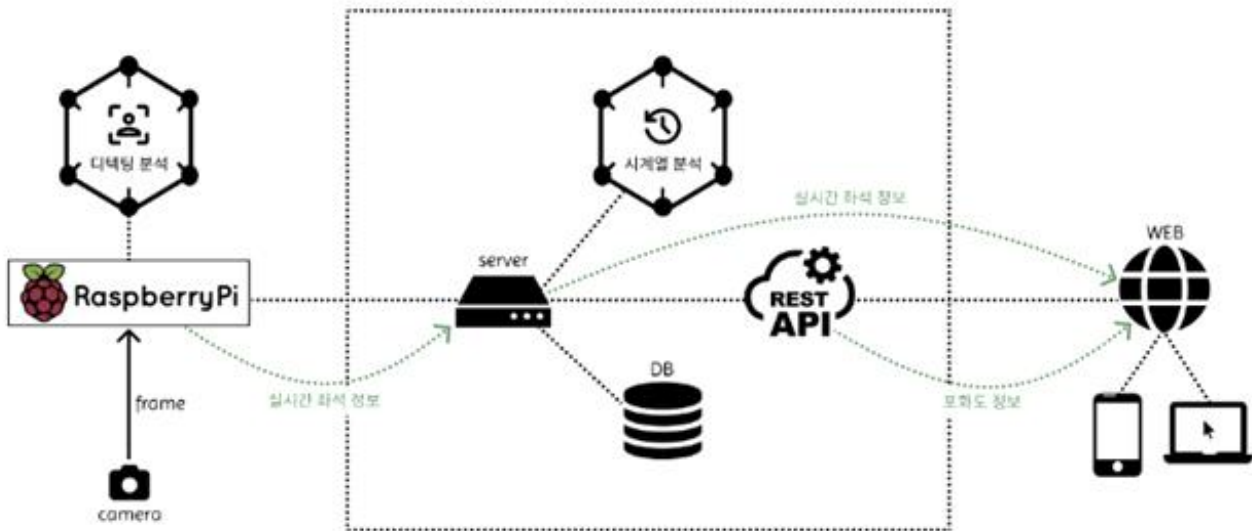 디텍팅 분석
시계열 분석
실시간 좌석 정보
WEB
server
RaspberryPi
REST
API
DB
실시간 좌석 정보
포화도 정보
frame
camera